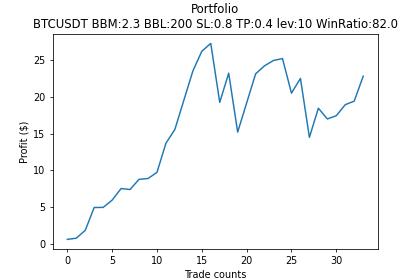 Portfolio
BTCUSDT BBM:2.3 BBL:200 SL:0.8 TP:0.4 lev:10 WinRatio:82.0
25
20
15
10
5
0
Profit ($)
0 5 10 15 20 25 30
Trade counts